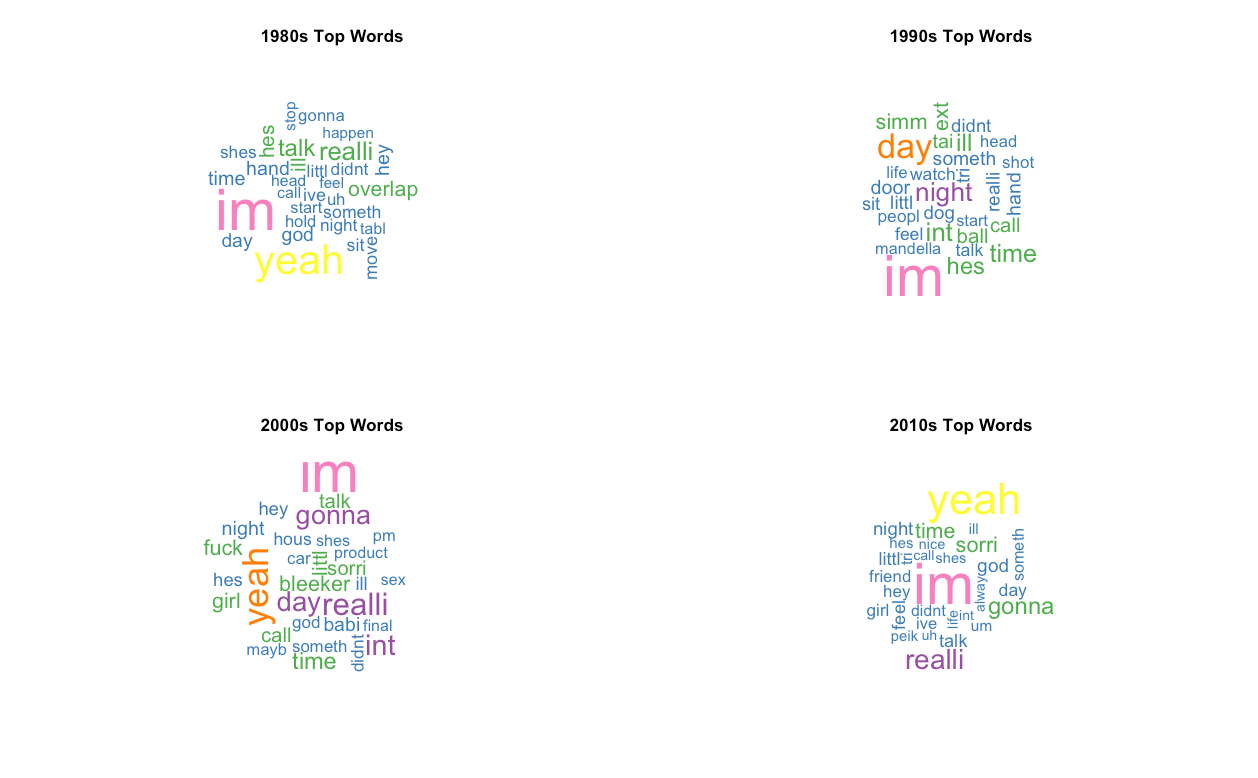 1980s Top Words
stop
gonna
happen
hes
talk
realli
hey
shes
ill
hand
littl
didnt
time
head
feel
overlap
call
ive
uh
im
start
someth
hold
night
tabl
day
god
sit
move
yeah
1990s Top Words
ext
simm
didnt
day
tai
ill
head
someth
shot
life
watch
tri
door
night
realli
hand
sit
littl
peopl
dog
start
call
feel
int
ball
mandella
talk
time
im
hes
2000s Top Words
im
talk
hey
gonna
night
hous
shes
pm
fuck
car
product
littl
sorri
yeah
hes
bleeker
ill
sex
girl
day
realli
god
babi
final
call
mayb
someth
didnt
int
time
2010s Top Words
yeah
night
time
ill
hes
nice
sorri
someth
littl
tri
call
shes
god
friend
im
hey
alway
day
girl
feel
didnt
life
int
gonna
ive
um
peik
uh
talk
realli